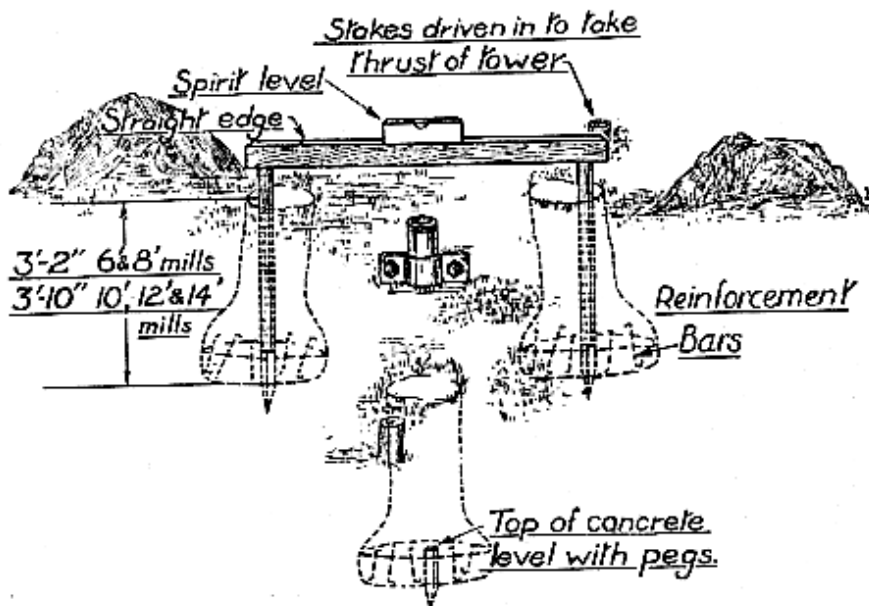 Stakes driven in to take
thrust of tower
Spirit level
Straight edge
3'-2" 6'&8' mills
3'-10" 10'-12'&14'
mills
Reinforcement
Bars
Top of cancrete
level with pegs.